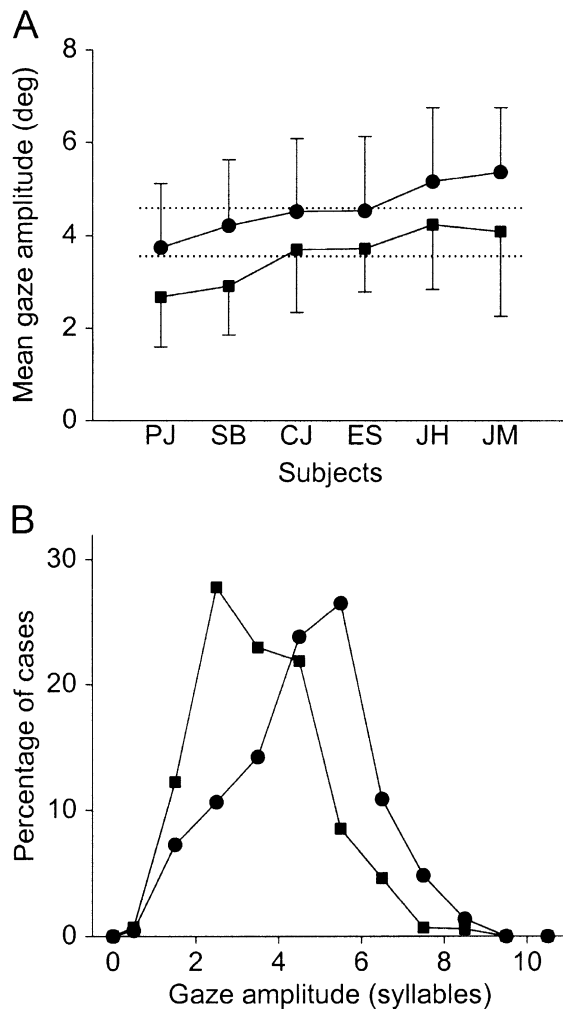 A
Mean gaze amplitude (deg)
8
6
4
2
0
PJ SB CJ ES JH JM
Subjects
B
Percentage of cases
30
20
10
0
0 2 4 6 8 10
Gaze amplitude (syllables)